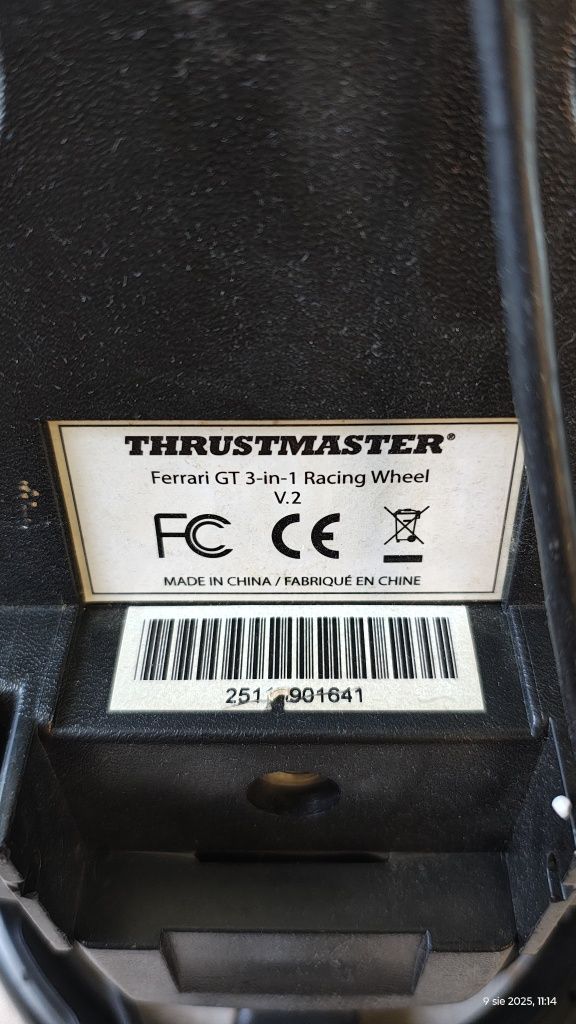 THRUSTMASTER®
Ferrari GT 3-in-1 Racing Wheel
V.2
FC CE
MADE IN CHINA / FABRIQUÉ EN CHINE
9 sie 2025, 11:14